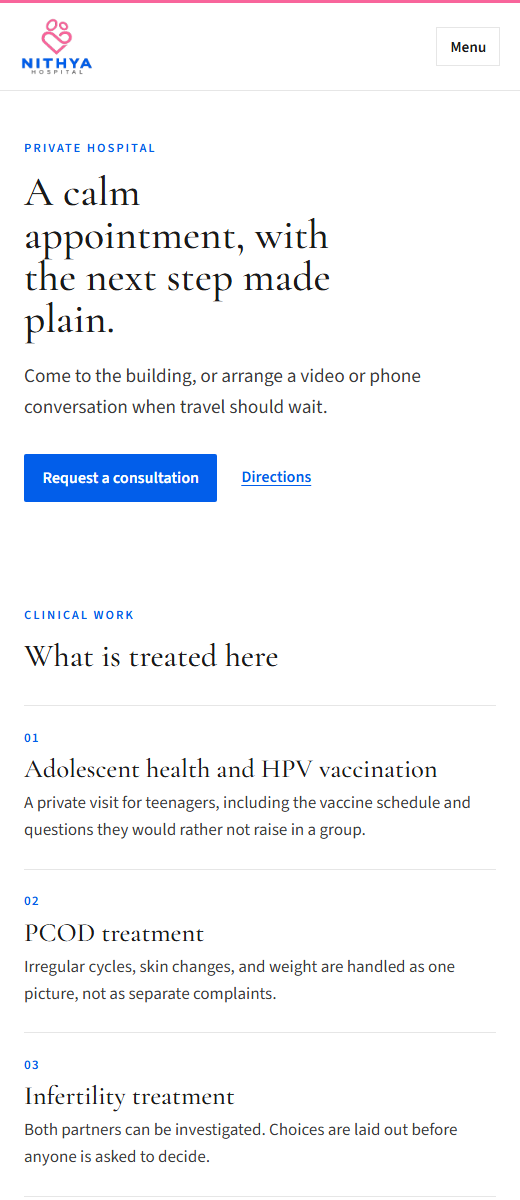 NITHYA
HOSPITAL
Menu
PRIVATE HOSPITAL
A calm
appointment, with
the next step made
plain.
Come to the building, or arrange a video or phone
conversation when travel should wait.
Request a consultation
Directions
CLINICAL WORK
What is treated here
01
Adolescent health and HPV vaccination
A private visit for teenagers, including the vaccine schedule and
questions they would rather not raise in a group.
02
PCOD treatment
Irregular cycles, skin changes, and weight are handled as one
picture, not as separate complaints.
03
Infertility treatment
Both partners can be investigated. Choices are laid out before
anyone is asked to decide.